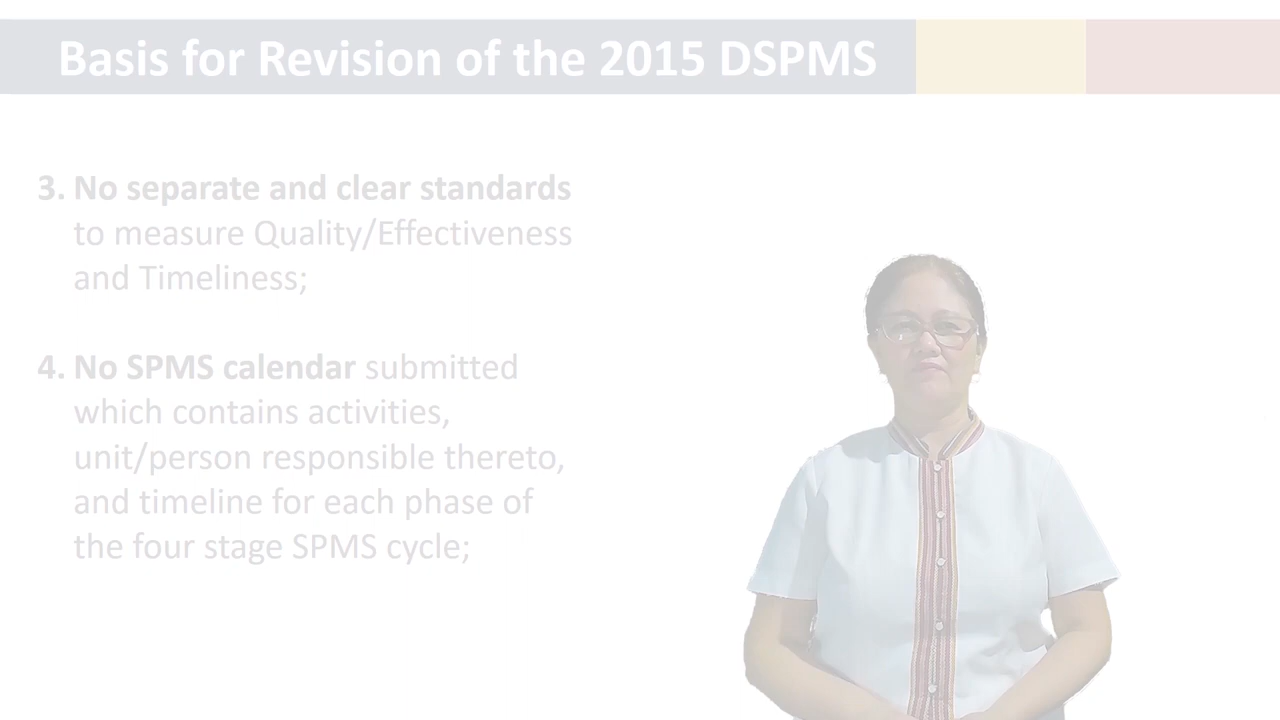 Basis for Revision of the 2015 DSPMS
3. No separate and clear standards
to measure Quality/Effectiveness
and Timeliness;
4. No SPMS calendar submitted
which contains activities,
unit/person responsible thereto,
and timeline for each phase of
the four stage SPMS cycle;